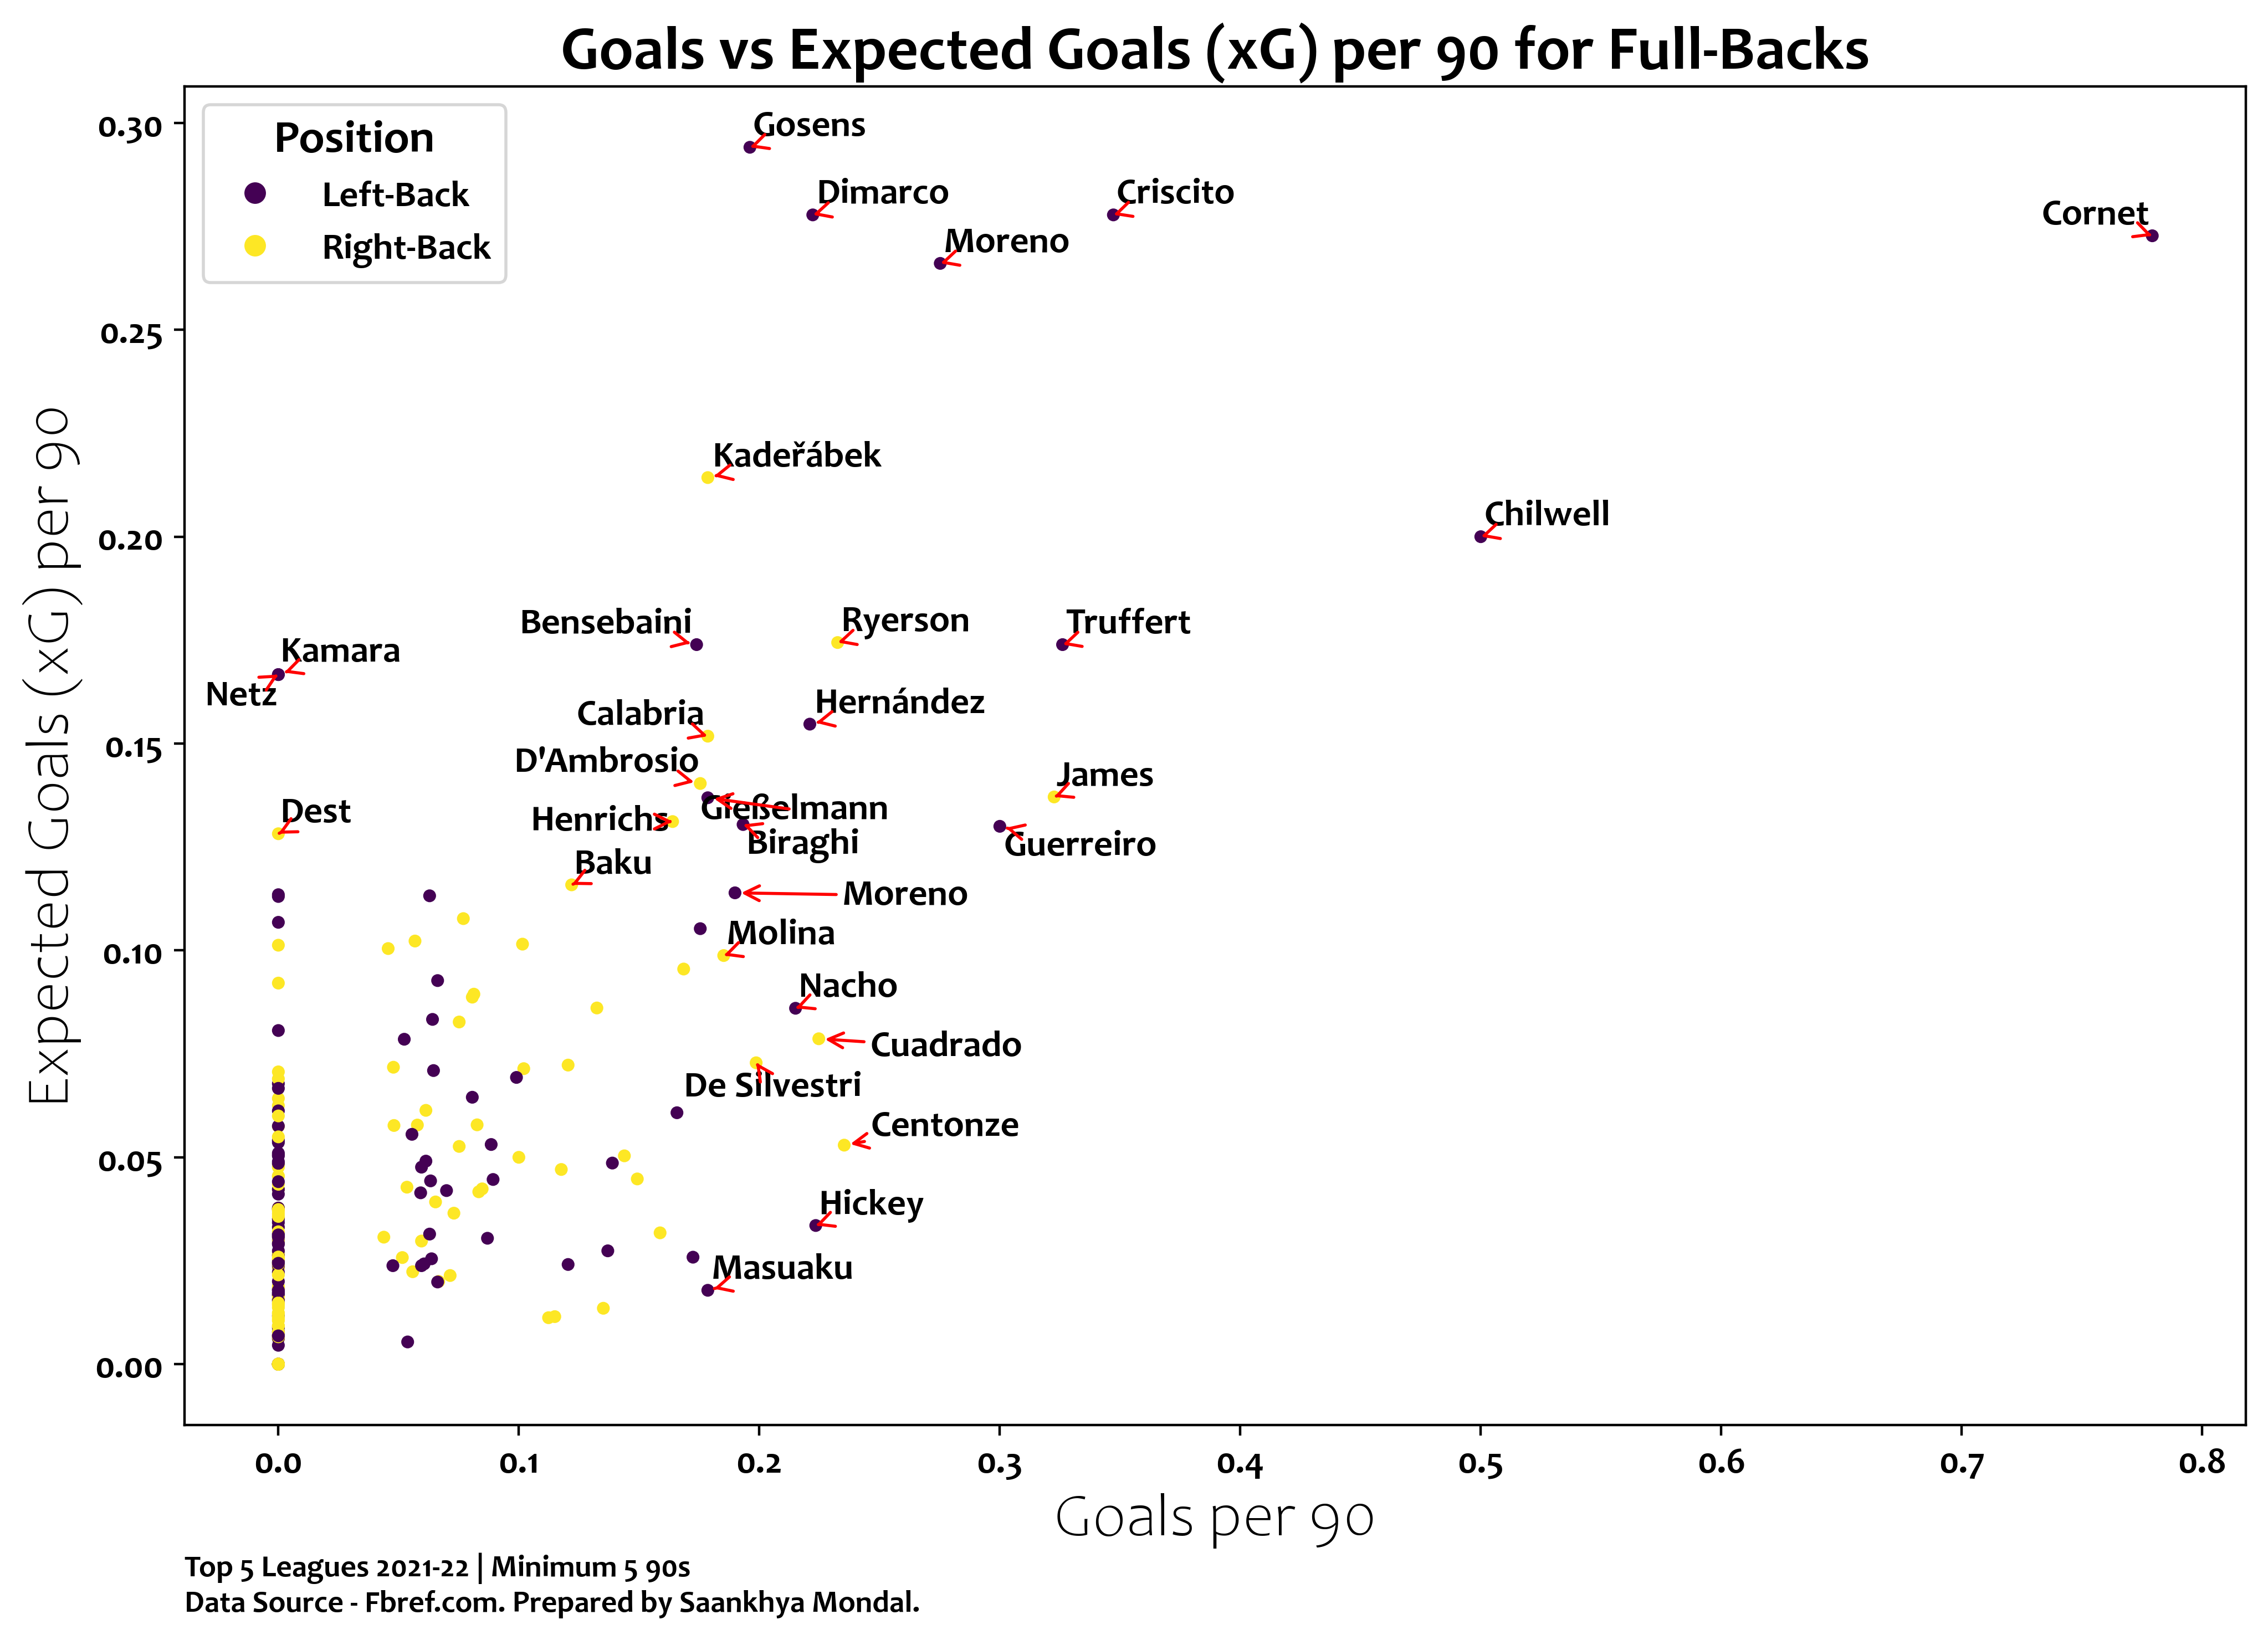 Goals vs Expected Goals (xG) per 90 for Full-Backs
Position
Left-Back
Right-Back
Gosens
Dimarco
Criscito
Cornet
Moreno
Kadeřábek
Chilwell
Bensebaini
Ryerson
Truffert
Kamara
Netz
Hernández
Calabria
D'Ambrosio
James
Dest
Gießelmann
Henrichs
Biraghi
Guerreiro
Baku
Moreno
Molina
Nacho
Cuadrado
De Silvestri
Centonze
Hickey
Masuaku
Expected Goals (xG) per 90
0.30
0.25
0.20
0.15
0.10
0.05
0.00
0.0 0.1 0.2 0.3 0.4 0.5 0.6 0.7 0.8
Goals per 90
Top 5 Leagues 2021-22 | Minimum 5 90s
Data Source - Fbref.com. Prepared by Saankhya Mondal.